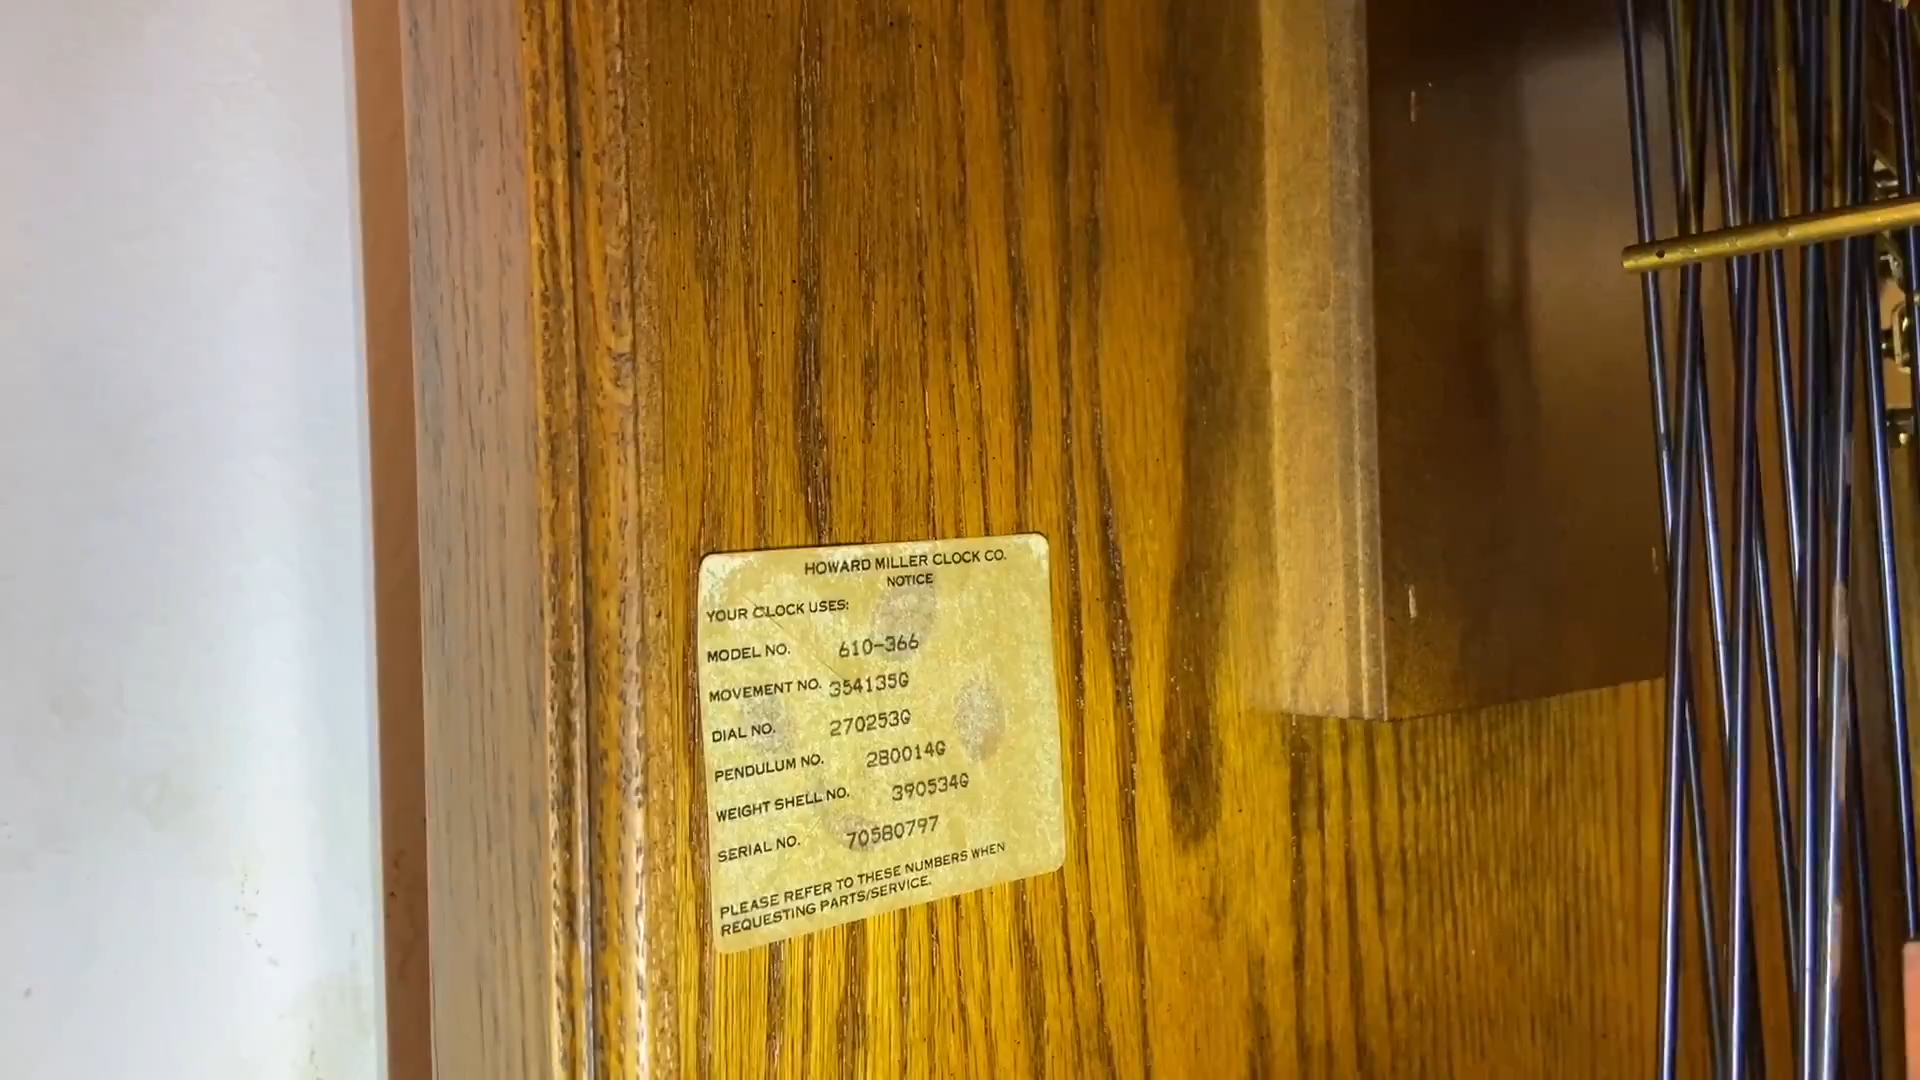 HOWARD MILLER CLOCK CO.
NOTICE
YOUR CLOCK USES:
MODEL NO. 610-366
MOVEMENT NO. 354135G
DIAL NO. 270253G
PENDULUM NO. 280014G
WEIGHT SHELL NO. 390534G
SERIAL NO. 70580797
PLEASE REFER TO THESE NUMBERS WHEN
REQUESTING PARTS/SERVICE.